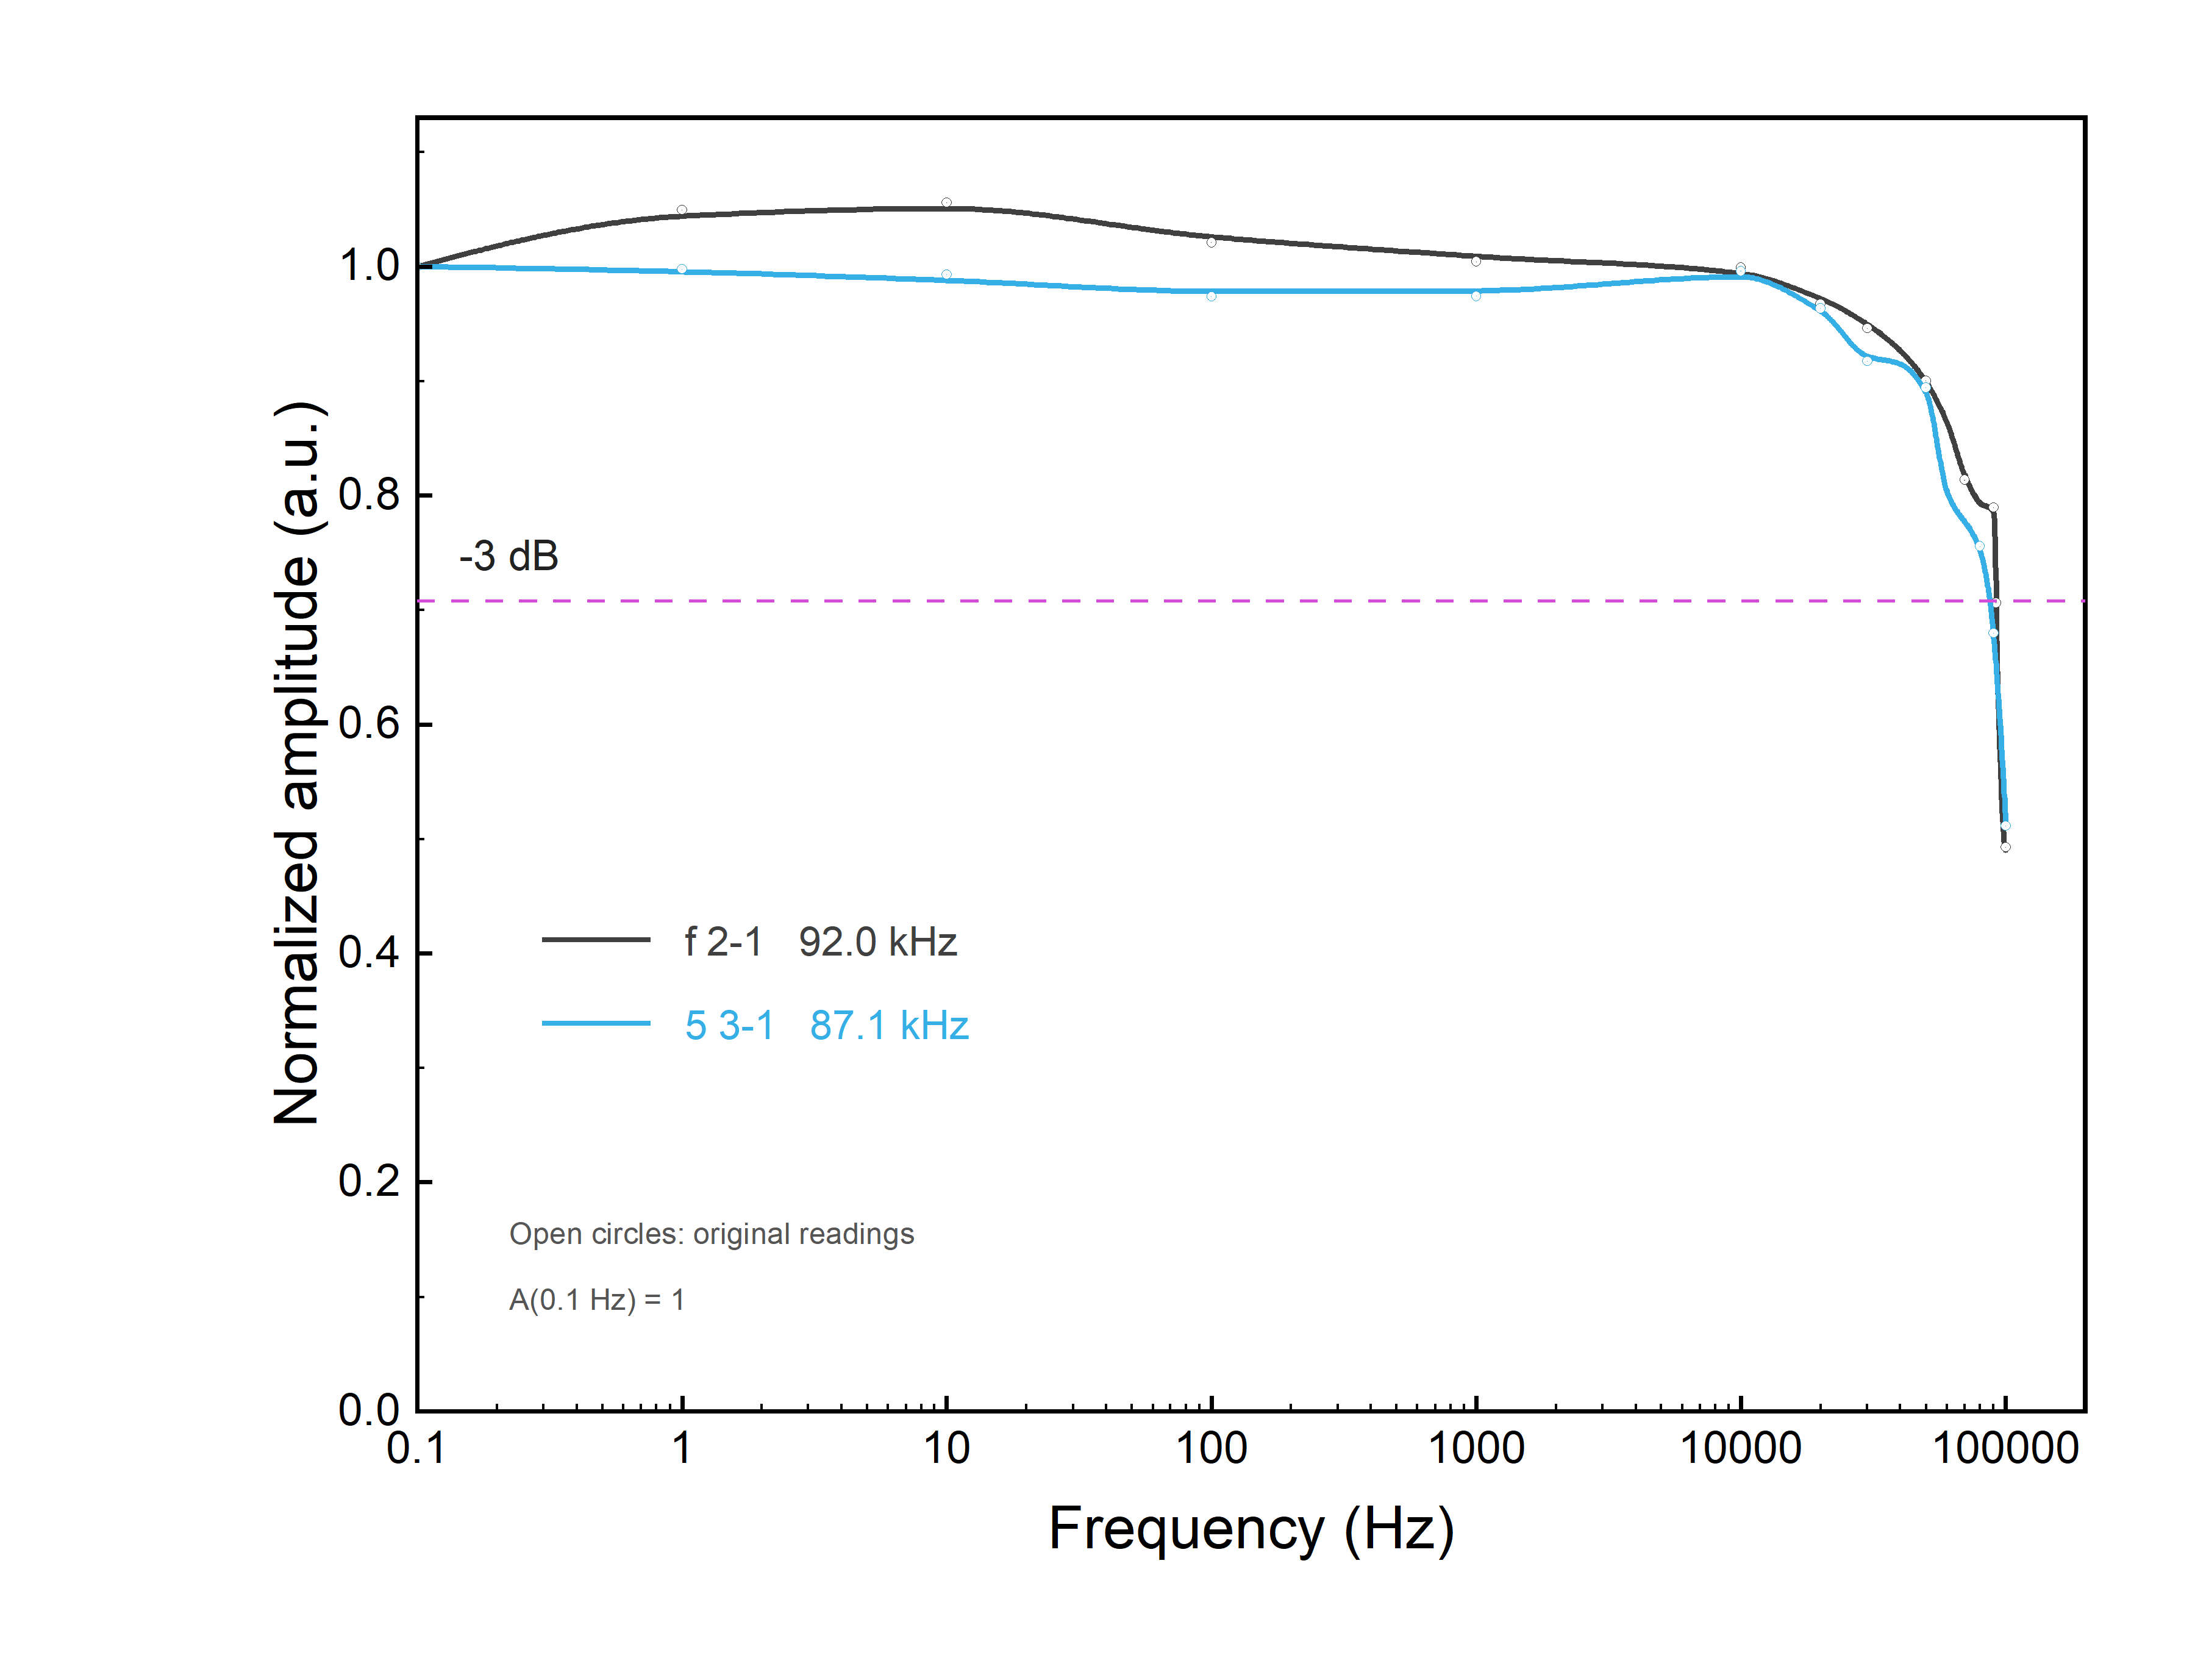 Normalized amplitude (a.u.)
1.0
0.8
0.6
0.4
0.2
0.0
-3 dB
f 2-1 92.0 kHz
5 3-1 87.1 kHz
Open circles: original readings
A(0.1 Hz) = 1
0.1 1 10 100 1000 10000 100000
Frequency (Hz)